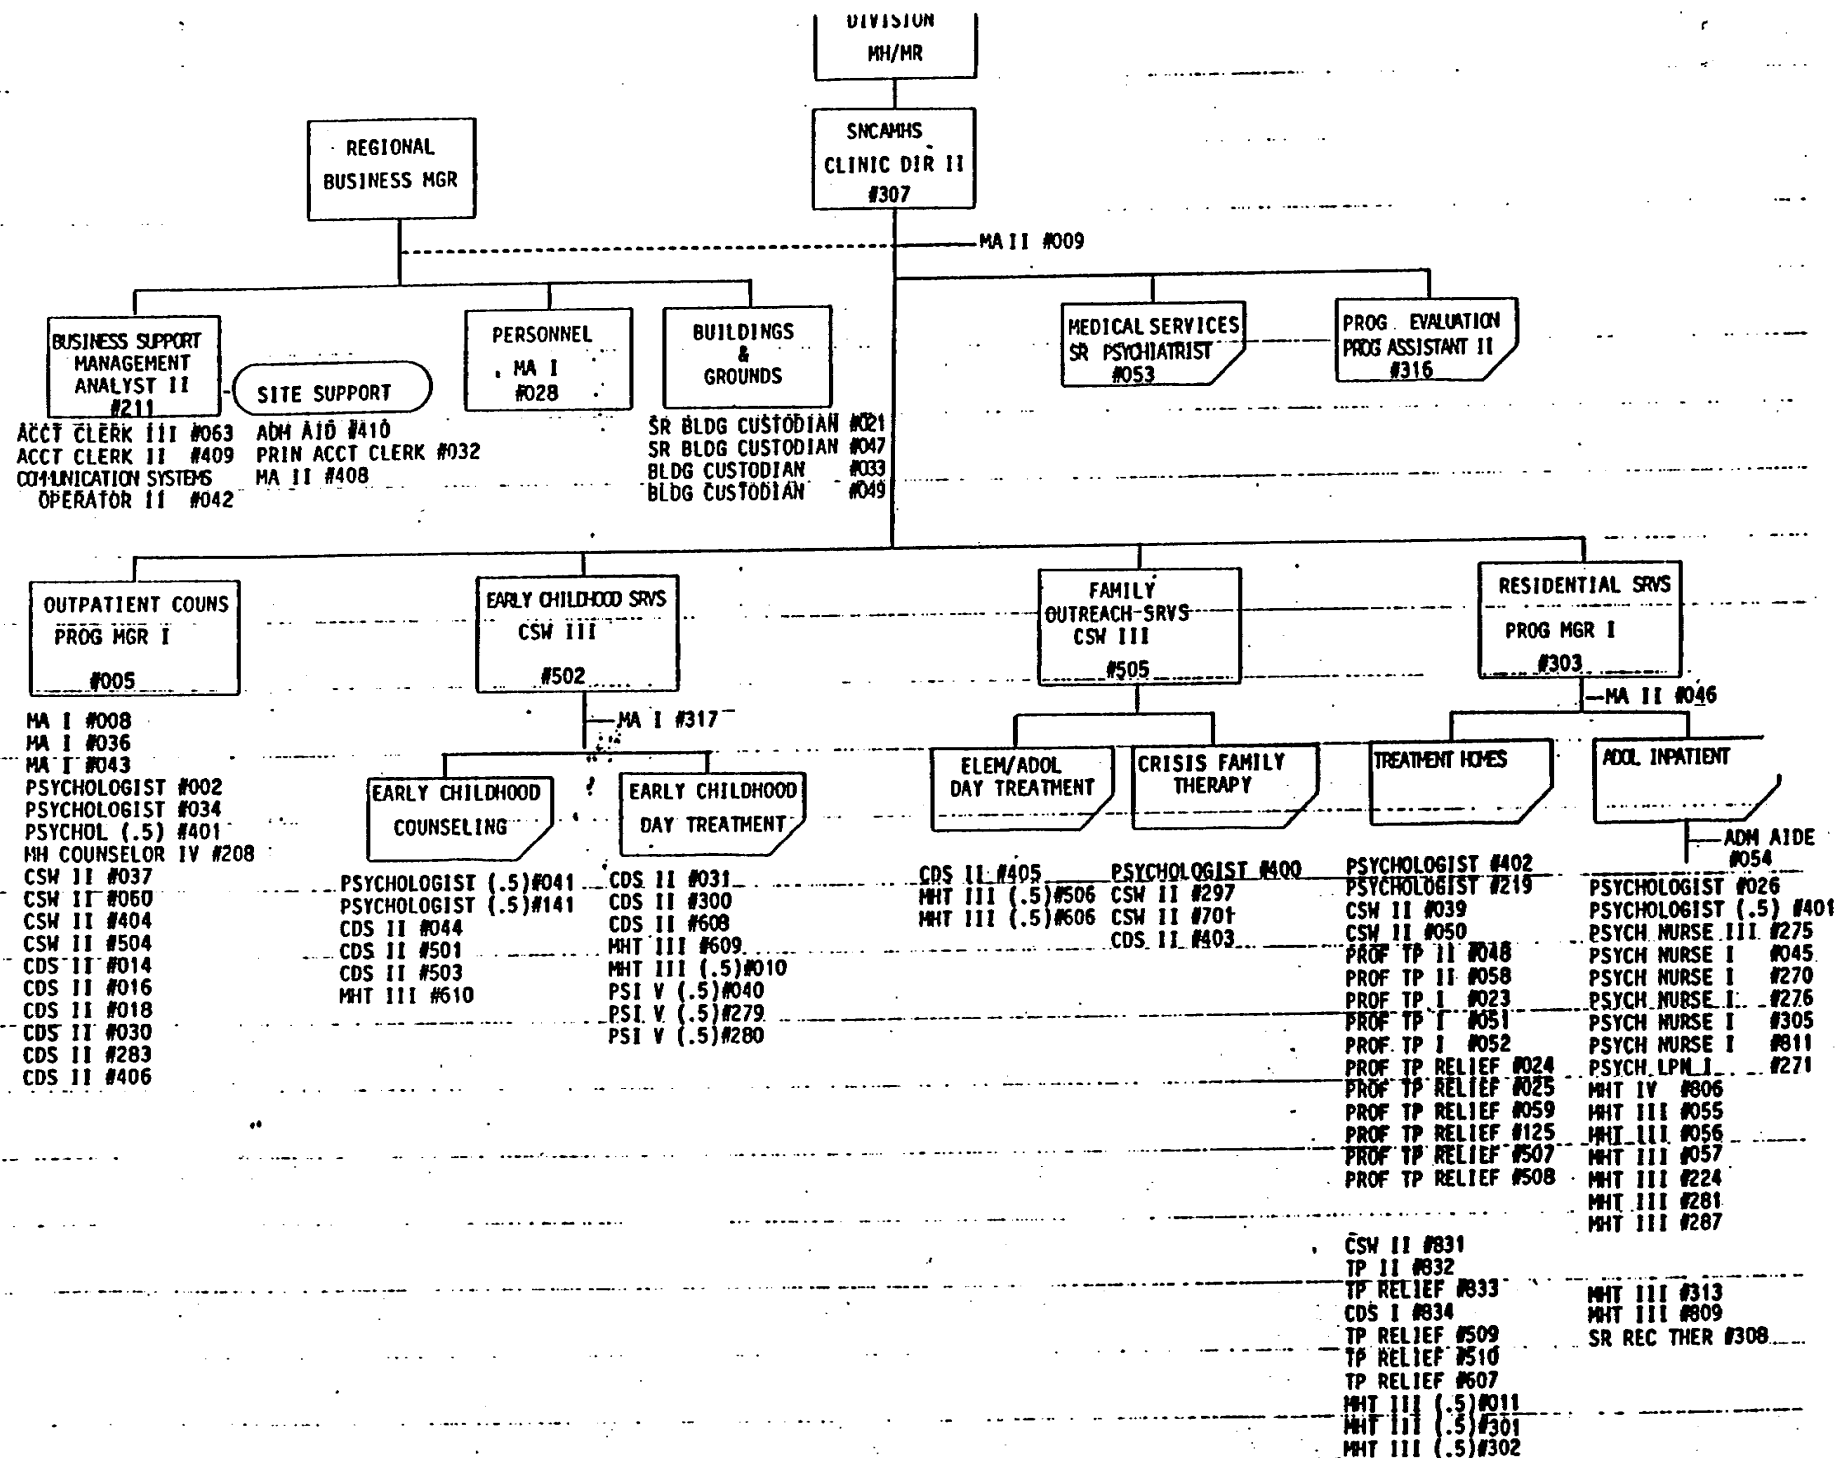 DIVISION
MH/MR
SNCAMHS
CLINIC DIR II
#307
REGIONAL
BUSINESS MGR
MA II #009
BUSINESS SUPPORT
MANAGEMENT
ANALYST II
#211
SITE SUPPORT
PERSONNEL
MA I
#028
BUILDINGS
&
GROUNDS
MEDICAL SERVICES
SR PSYCHIATRIST
#053
PROG. EVALUATION
PROG ASSISTANT II
#316
ACCT CLERK III #063
ACCT CLERK II #409
COMMUNICATION SYSTEMS
OPERATOR II #042
ADM AID #410
PRIN ACCT CLERK #032
MA II #408
SR BLDG CUSTODIAN #021
SR BLDG CUSTODIAN #047
BLDG CUSTODIAN #033
BLDG CUSTODIAN #049
OUTPATIENT COUNS
PROG MGR I
#005
MA I #008
MA I #036
MA I #043
PSYCHOLOGIST #002
PSYCHOLOGIST #034
PSYCHOL (.5) #401
MH COUNSELOR IV #208
CSW II #037
CSW II #060
CSW II #404
CSW II #504
CDS II #014
CDS II #016
CDS II #018
CDS II #030
CDS II #283
CDS II #406
EARLY CHILDHOOD SRVS
CSW III
#502
MA I #317
EARLY CHILDHOOD
COUNSELING
PSYCHOLOGIST (.5)#041
PSYCHOLOGIST (.5)#141
CDS II #044
CDS II #501
CDS II #503
MHT III #610
EARLY CHILDHOOD
DAY TREATMENT
CDS II #031
CDS II #300
CDS II #608
MHT III #609
MHT III (.5)#010
PSI V (.5)#040
PSI V (.5)#279
PSI V (.5)#280
FAMILY
OUTREACH SRVS
CSW III
#505
ELEM/ADOL
DAY TREATMENT
CDS II #405
MHT III (.5)#506
MHT III (.5)#606
CRISIS FAMILY
THERAPY
PSYCHOLOGIST #400
CSW II #297
CSW II #701
CDS II #403
RESIDENTIAL SRVS
PROG MGR I
#303
MA II #046
TREATMENT HOMES
PSYCHOLOGIST #402
PSYCHOLOGIST #219
CSW II #039
CSW II #050
PROF TP II #048
PROF TP II #058
PROF TP I #023
PROF TP I #051
PROF TP I #052
PROF TP RELIEF #024
PROF TP RELIEF #025
PROF TP RELIEF #059
PROF TP RELIEF #125
PROF TP RELIEF #507
PROF TP RELIEF #508
CSW II #831
TP II #832
TP RELIEF #833
CDS I #834
TP RELIEF #509
TP RELIEF #510
TP RELIEF #607
MHT III (.5)#011
MHT III (.5)#301
MHT III (.5)#302
ADOL INPATIENT
ADM AIDE
#054
PSYCHOLOGIST #026
PSYCHOLOGIST (.5) #401
PSYCH NURSE III #275
PSYCH NURSE I #045
PSYCH NURSE I #270
PSYCH NURSE I #276
PSYCH NURSE I #305
PSYCH NURSE I #811
PSYCH LPN I #271
MHT IV #806
MHT III #055
MHT III #056
MHT III #057
MHT III #224
MHT III #281
MHT III #287
MHT III #313
MHT III #809
SR REC THER #308